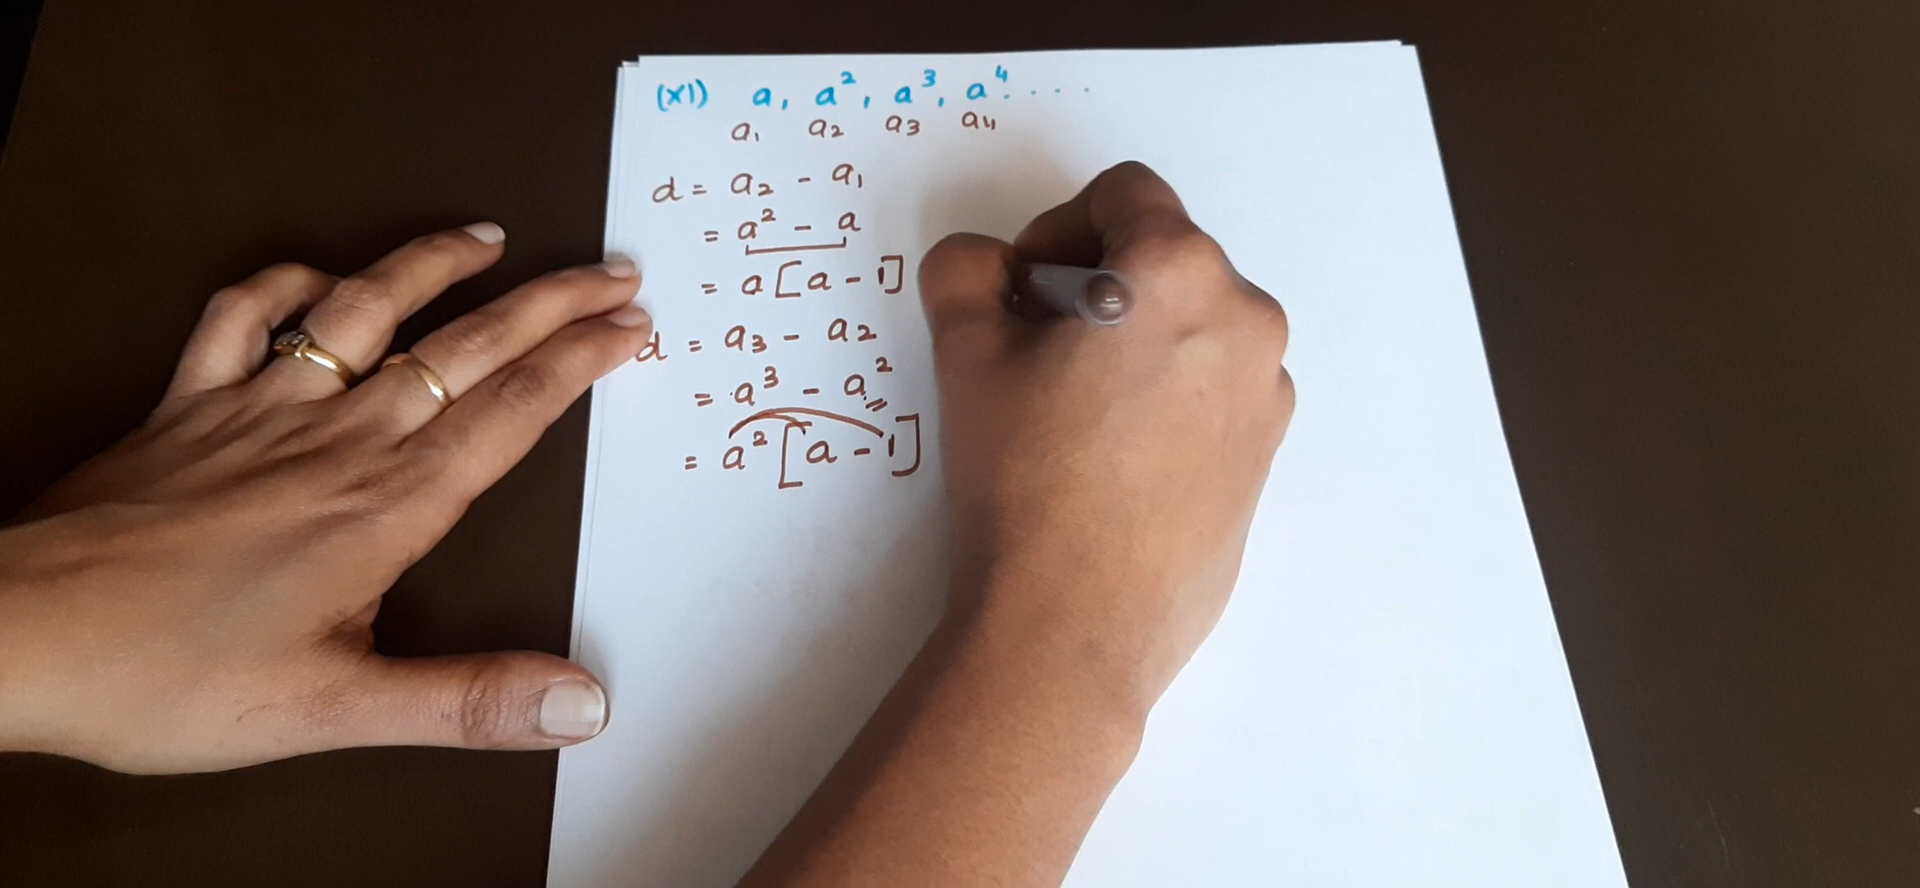 (XI) a, a², a³, a⁴....
a₁ a₂ a₃ a₄
d = a₂ - a₁
= a² - a
= a[a-1]
d = a₃ - a₂
= a³ - a²
= a²[a-1]